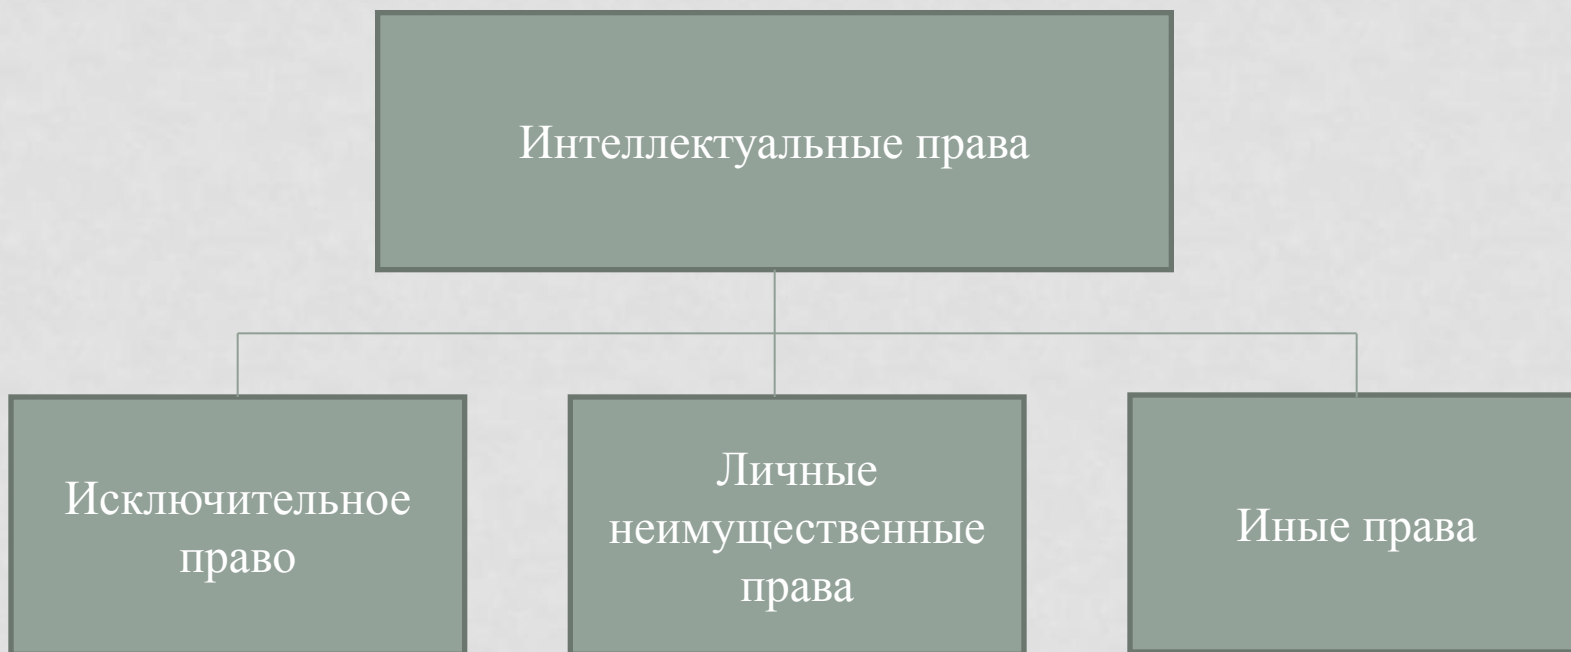 Интеллектуальные права
Исключительное
право
Личные
неимущественные
права
Иные права